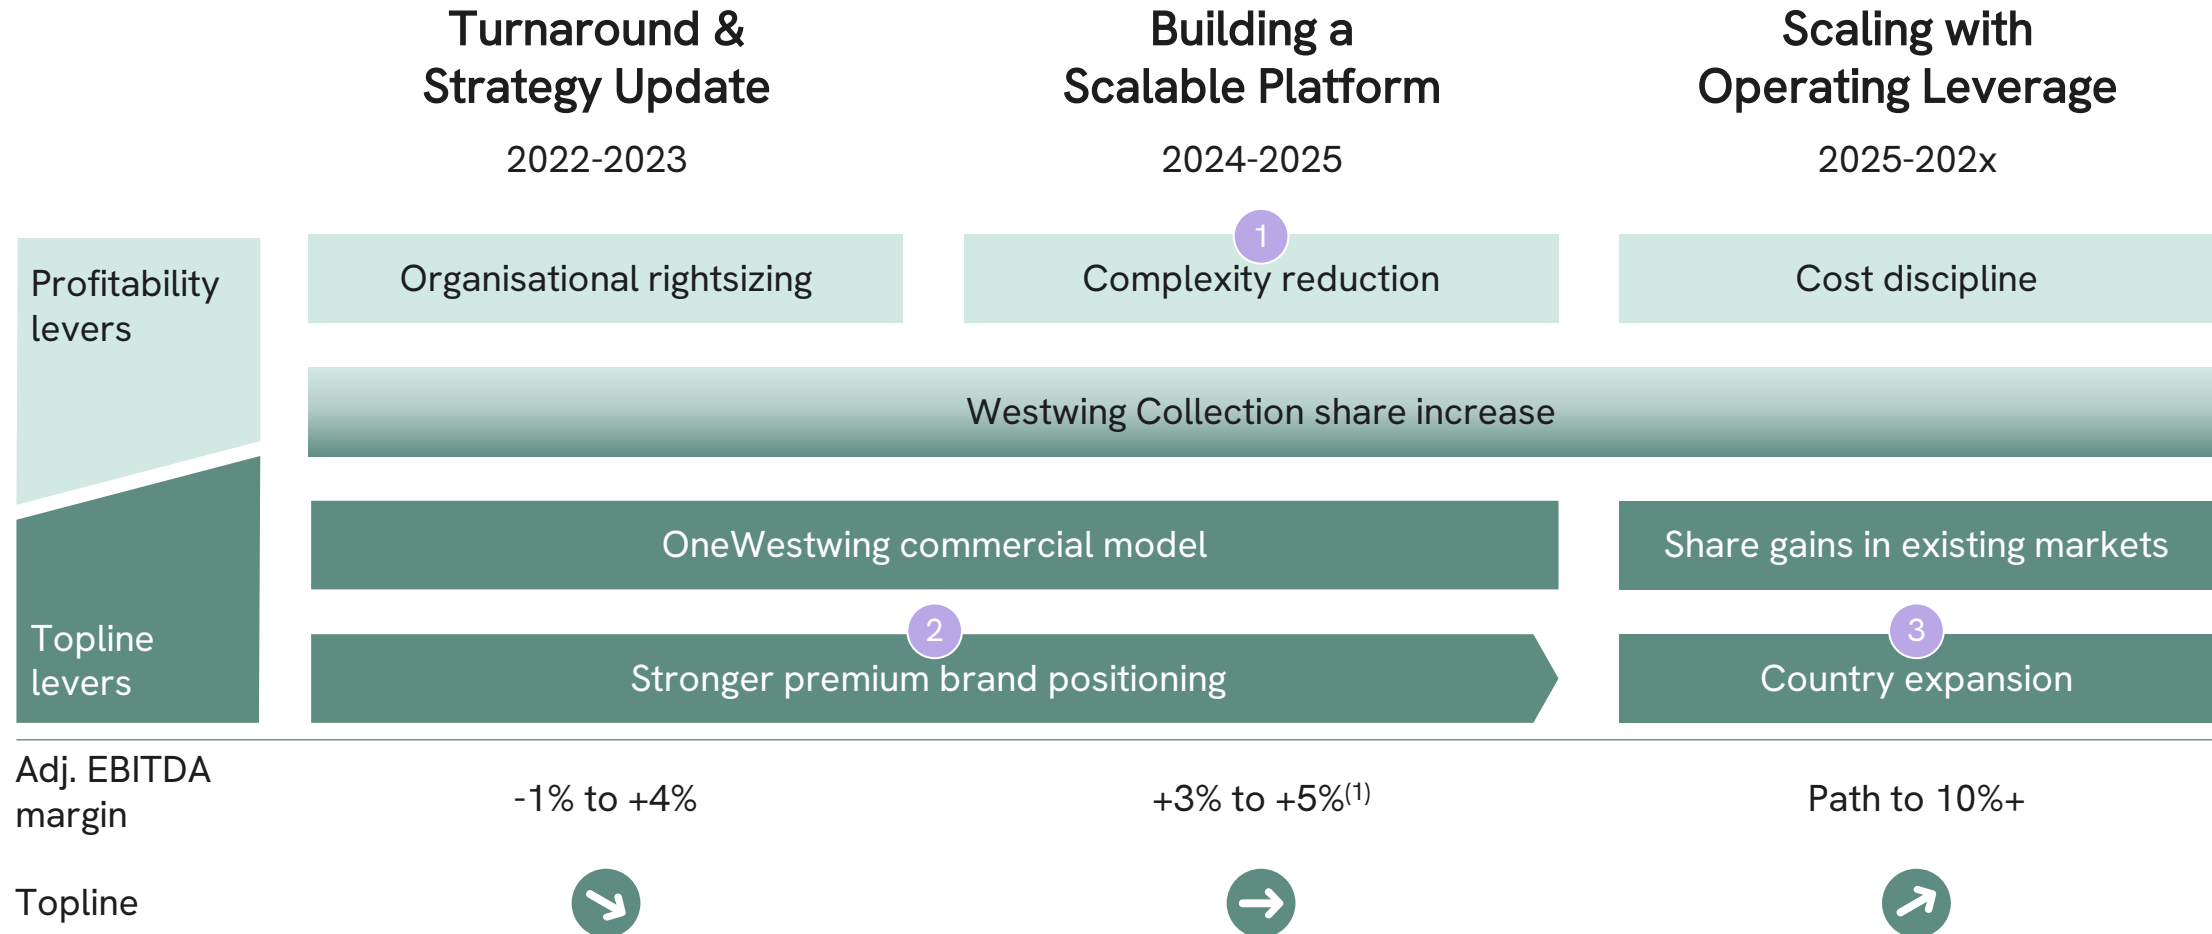 Turnaround &
Strategy Update
2022-2023
Building a
Scalable Platform
2024-2025
Scaling with
Operating Leverage
2025-202x
Profitability
levers
Organisational rightsizing
1
Complexity reduction
Cost discipline
Westwing Collection share increase
OneWestwing commercial model
Share gains in existing markets
Topline
levers
2
Stronger premium brand positioning
3
Country expansion
Adj. EBITDA
margin
-1% to +4%
+3% to +5%(1)
Path to 10%+
Topline